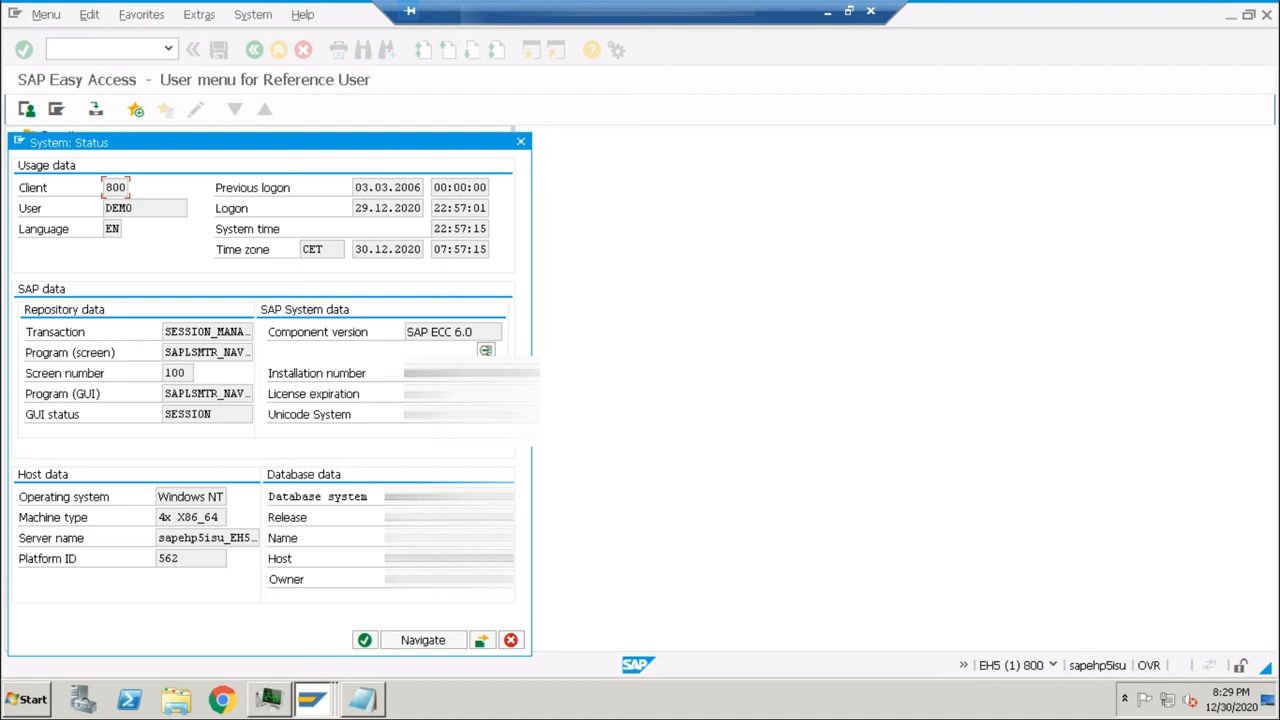 Menu Edit Favorites Extras System Help
SAP Easy Access - User menu for Reference User
System: Status
Usage data
Client 800 Previous logon 03.03.2006 00:00:00
User DEMO Logon 29.12.2020 22:57:01
Language EN System time 22:57:15
Time zone CET 30.12.2020 07:57:15
SAP data
Repository data SAP System data
Transaction SESSION_MANA… Component version SAP ECC 6.0
Program (screen) SAPLSMTR_NAV…
Screen number 100 Installation number
Program (GUI) SAPLSMTR_NAV… License expiration
GUI status SESSION Unicode System
Host data Database data
Operating system Windows NT Database system
Machine type 4x X86_64 Release
Server name sapehp5isu_EH5… Name
Platform ID 562 Host
Owner
Navigate
SAP EH5 (1) 800 sapehp5isu OVR
Start 8:29 PM
12/30/2020